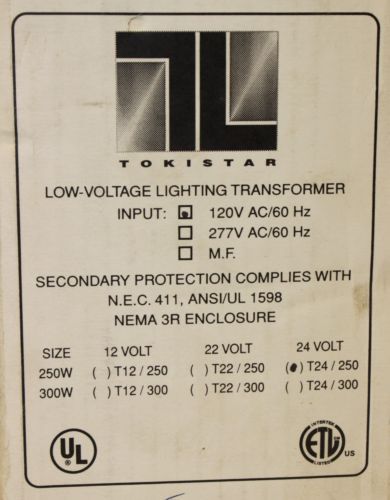 TOKISTAR
LOW-VOLTAGE LIGHTING TRANSFORMER
INPUT: 120V AC/60 Hz
277V AC/60 Hz
M.F.
SECONDARY PROTECTION COMPLIES WITH
N.E.C. 411, ANSI/UL 1598
NEMA 3R ENCLOSURE
SIZE 12 VOLT 22 VOLT 24 VOLT
250W ( ) T12 / 250 ( ) T22 / 250 (●) T24 / 250
300W ( ) T12 / 300 ( ) T22 / 300 ( ) T24 / 300
UL
INTERTEK
ETL US
LISTED